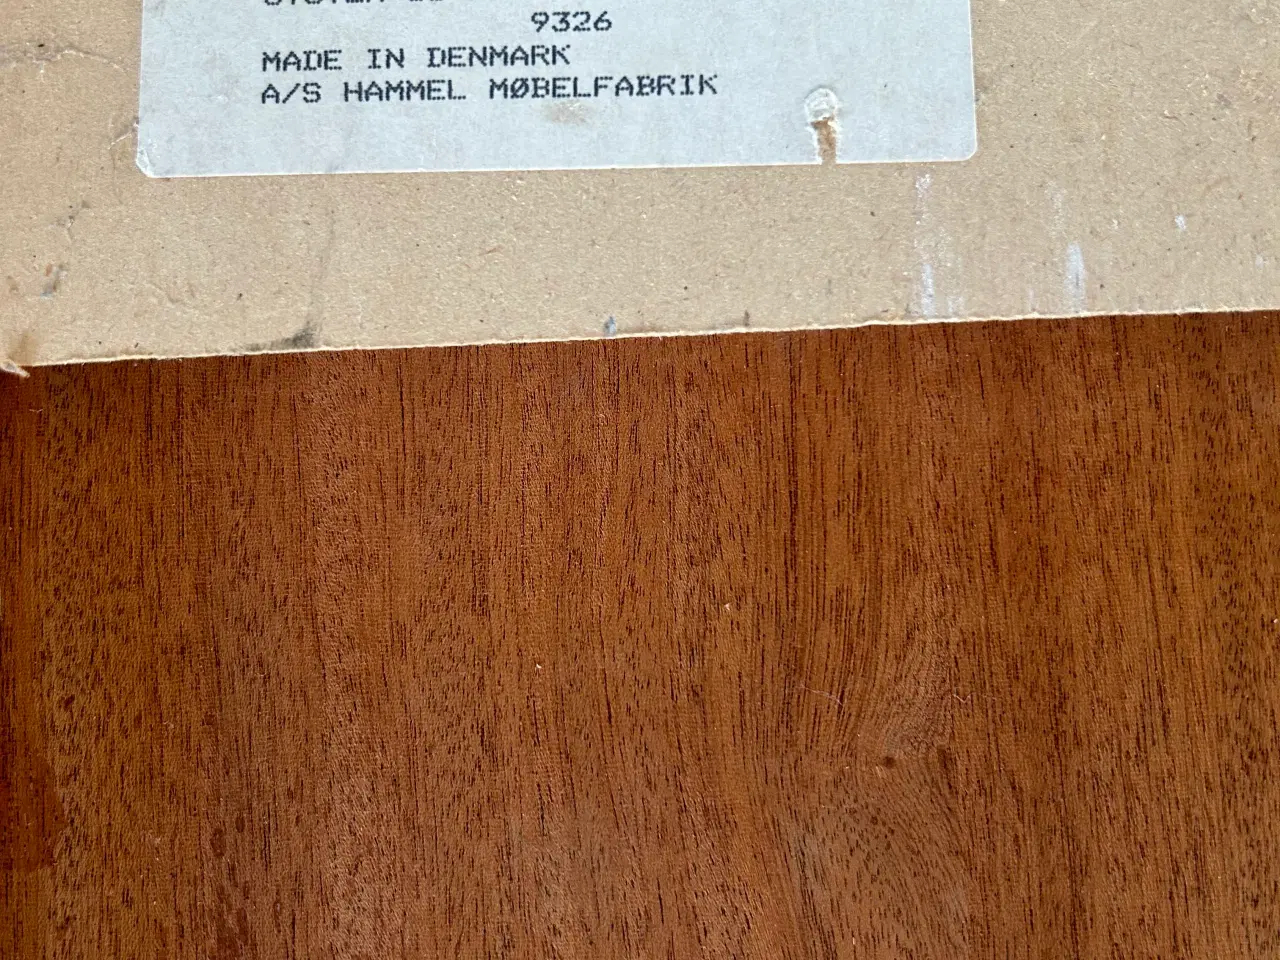 9326
MADE IN DENMARK
A/S HAMMEL MØBELFABRIK